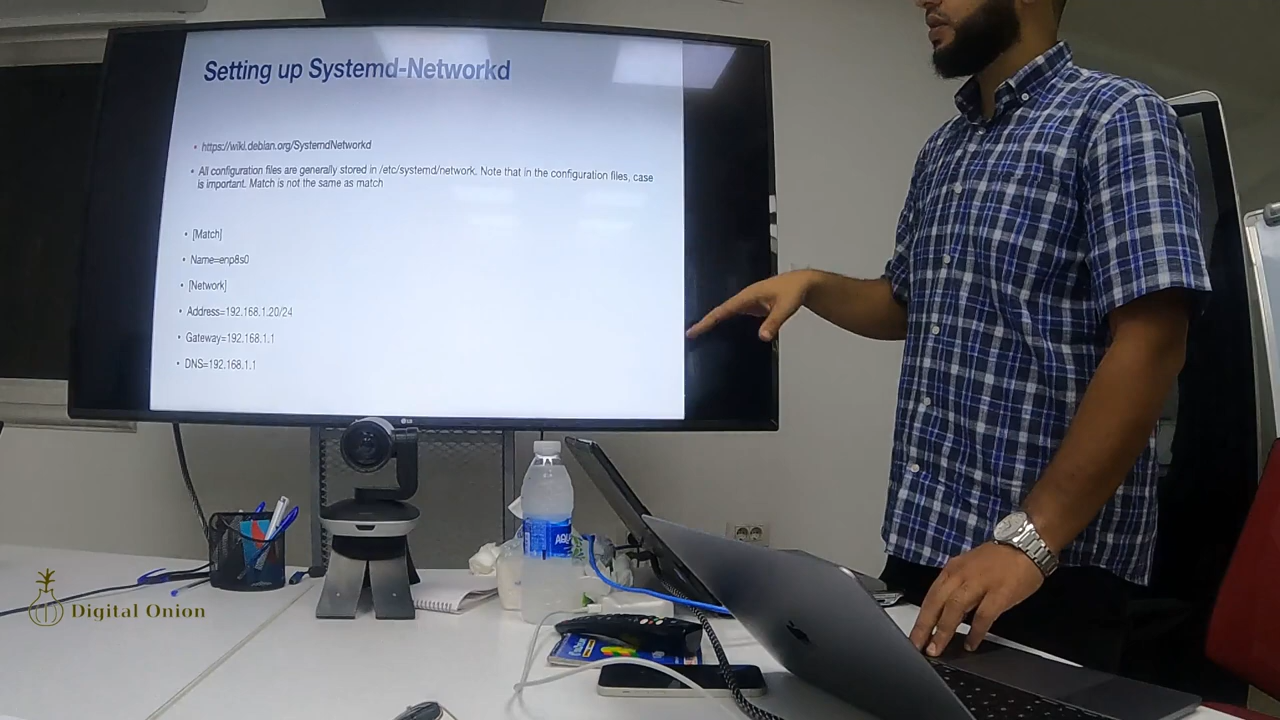 Setting up Systemd-Networkd
• https://wiki.debian.org/SystemdNetworkd
• All configuration files are generally stored in /etc/systemd/network. Note that in the configuration files, case
is important. Match is not the same as match
• [Match]
• Name=enp8s0
• [Network]
• Address=192.168.1.20/24
• Gateway=192.168.1.1
• DNS=192.168.1.1
LG
Digital Onion